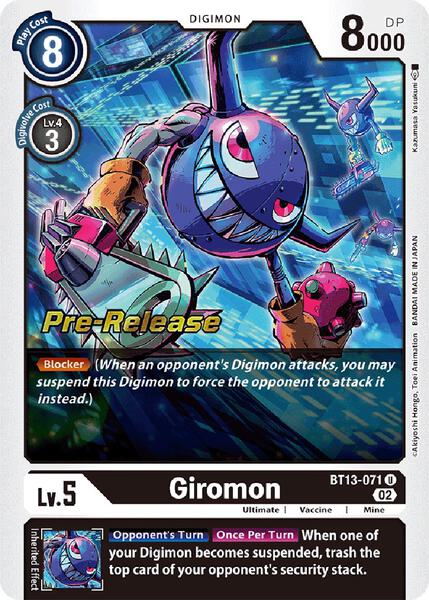 DIGIMON
Play Cost
8
DP
8000
Digivolve Cost
Lv.4
3
Kazumasa Yasukuni
Pre-Release
Blocker (When an opponent's Digimon attacks, you may
suspend this Digimon to force the opponent to attack it
instead.)
©Akiyoshi Hongo, Toei Animation BANDAI MADE IN JAPAN
Lv.5
Giromon
BT13-071 U
02
Ultimate | Vaccine | Mine
Inherited Effect
Opponent's Turn Once Per Turn When one
of your Digimon becomes suspended, trash the
top card of your opponent's security stack.